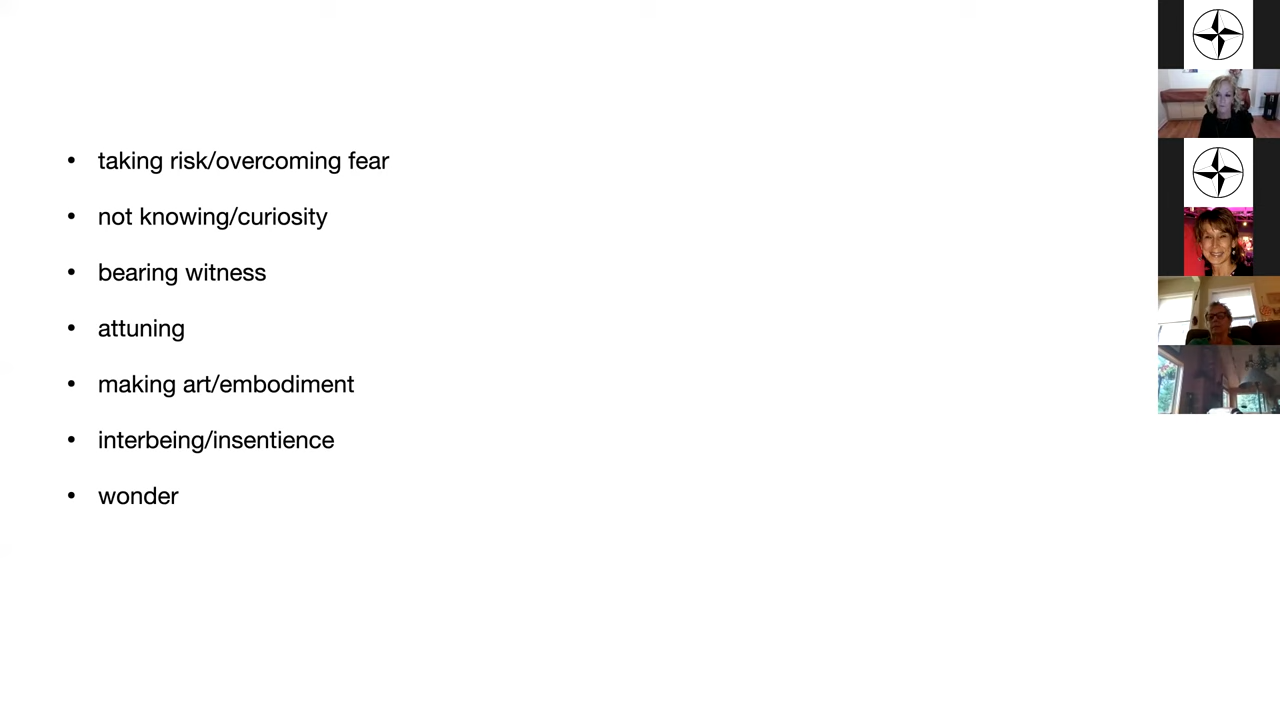 • taking risk/overcoming fear
• not knowing/curiosity
• bearing witness
• attuning
• making art/embodiment
• interbeing/insentience
• wonder